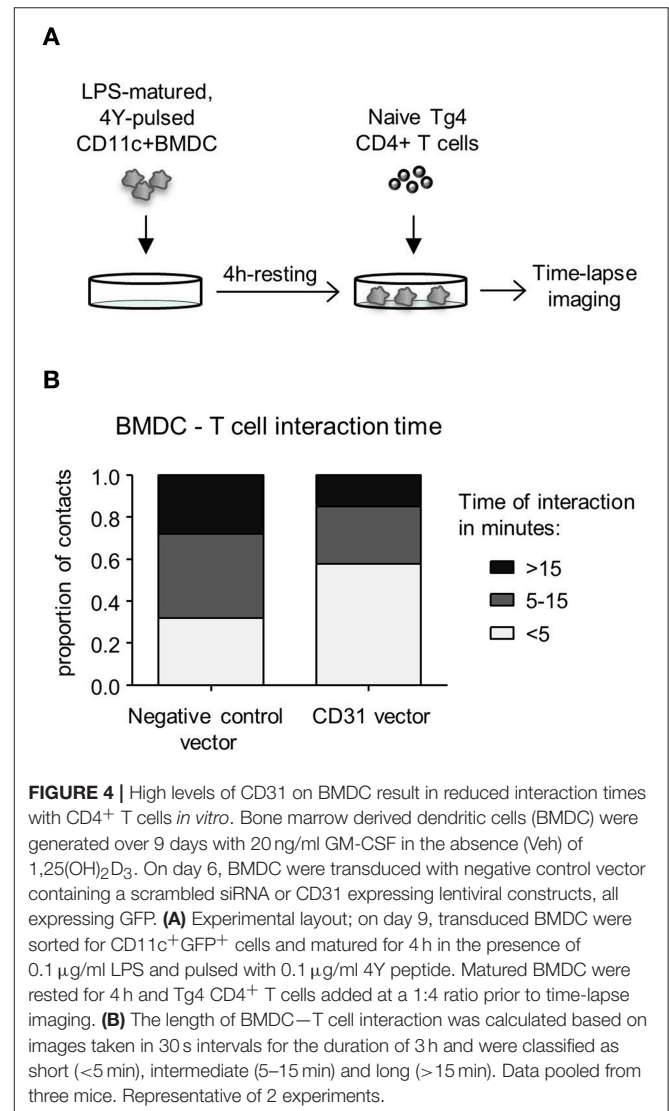 A
LPS-matured,
4Y-pulsed
CD11c+BMDC
Naive Tg4
CD4+ T cells
4h-resting
Time-lapse
imaging
B
BMDC - T cell interaction time
proportion of contacts
1.0
0.8
0.6
0.4
0.2
0.0
Negative control
vector
CD31 vector
Time of interaction
in minutes:
>15
5-15
<5
FIGURE 4 | High levels of CD31 on BMDC result in reduced interaction times
with CD4+ T cells in vitro. Bone marrow derived dendritic cells (BMDC) were
generated over 9 days with 20 ng/ml GM-CSF in the absence (Veh) of
1,25(OH)2D3. On day 6, BMDC were transduced with negative control vector
containing a scrambled siRNA or CD31 expressing lentiviral constructs, all
expressing GFP. (A) Experimental layout; on day 9, transduced BMDC were
sorted for CD11c+GFP+ cells and matured for 4 h in the presence of
0.1 μg/ml LPS and pulsed with 0.1 μg/ml 4Y peptide. Matured BMDC were
rested for 4 h and Tg4 CD4+ T cells added at a 1:4 ratio prior to time-lapse
imaging. (B) The length of BMDC—T cell interaction was calculated based on
images taken in 30 s intervals for the duration of 3 h and were classified as
short (<5 min), intermediate (5–15 min) and long (>15 min). Data pooled from
three mice. Representative of 2 experiments.